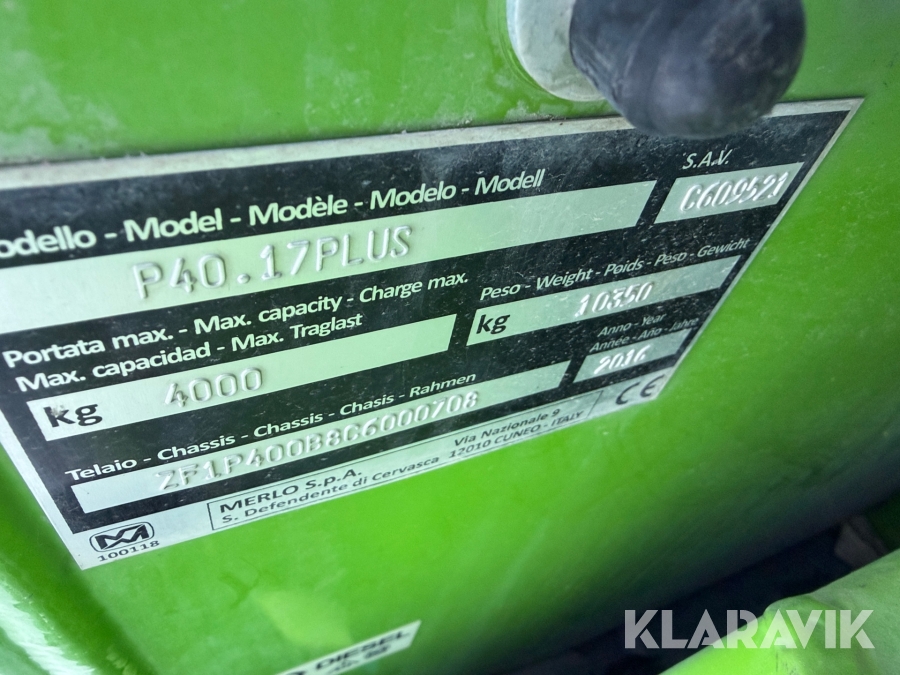 odello - Model - Modèle - Modelo - Modell
S.A.V.
P40.17PLUS
C609521
Portata max. - Max. capacity - Charge max.
Max. capacidad - Max. Traglast
Peso - Weight - Poids - Peso - Gewicht
kg 4000
kg 10350
Anno - Year
Année - Año - Jahre
2016
Telaio - Chassis - Chassis - Chasis - Rahmen
ZF1P400B8C6000708
CE
MERLO S.p.A. Via Nazionale 9
S. Defendente di Cervasca 12010 CUNEO - ITALY
100118
DIESEL
KLARAVIK